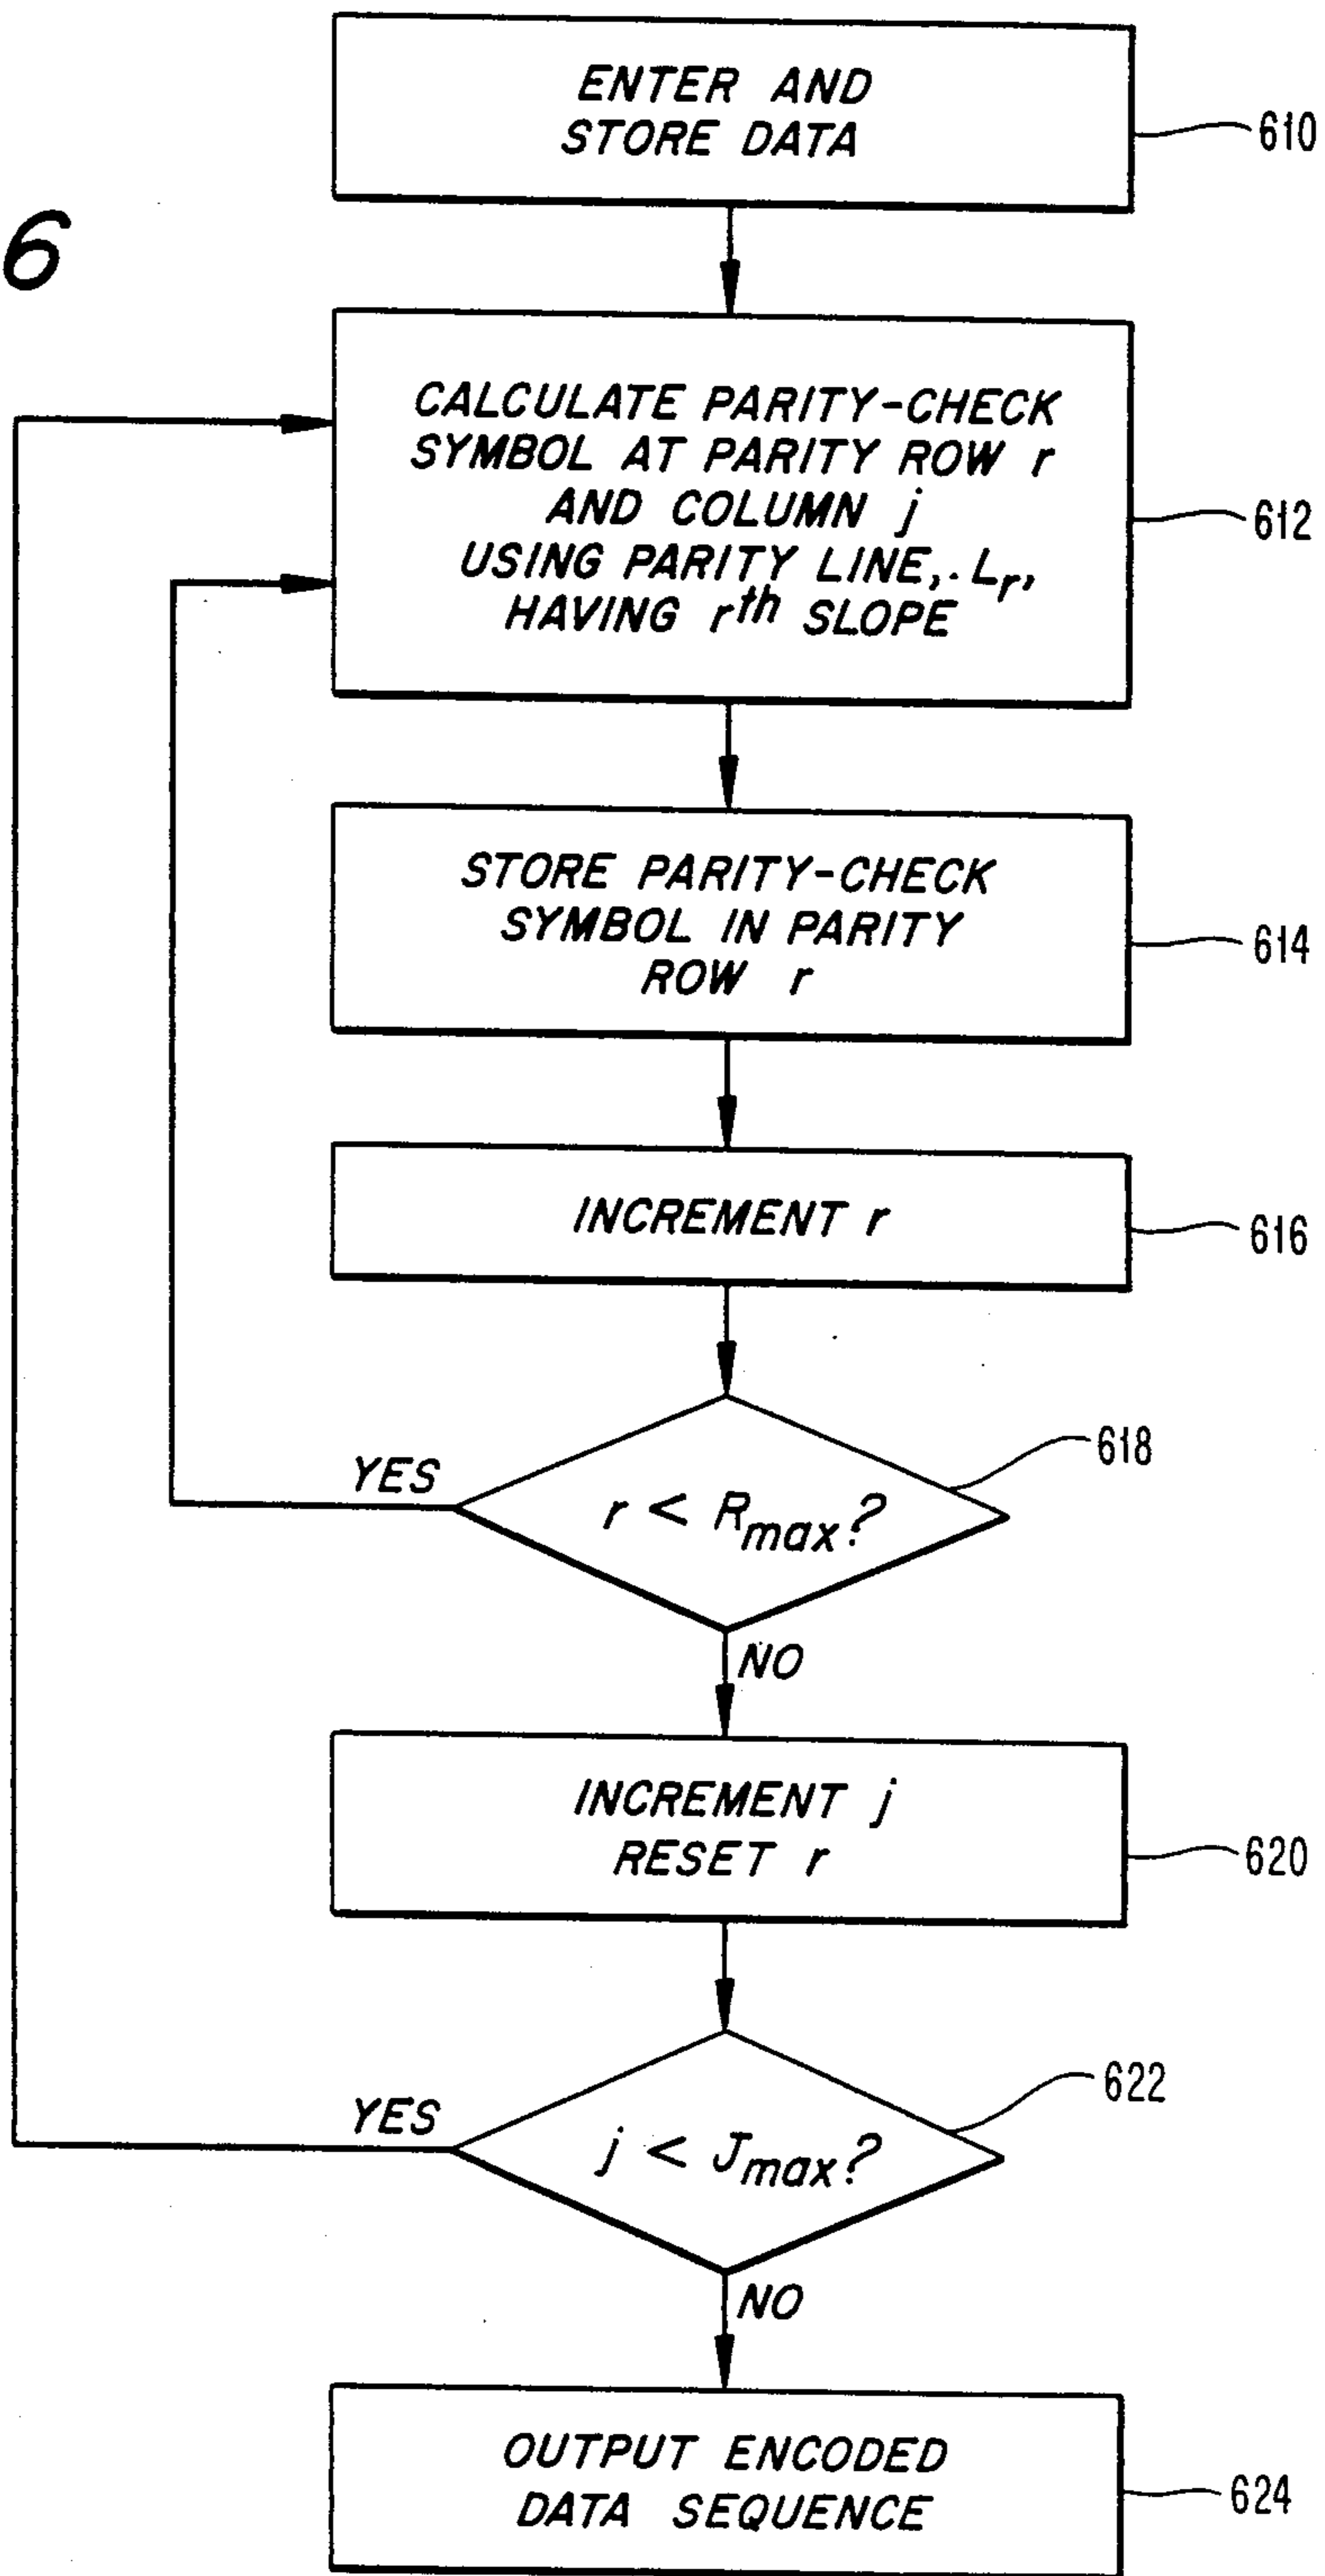 ENTER AND
STORE DATA
610
6
CALCULATE PARITY-CHECK
SYMBOL AT PARITY ROW r
AND COLUMN j
USING PARITY LINE, Lr,
HAVING rth SLOPE
612
STORE PARITY-CHECK
SYMBOL IN PARITY
ROW r
614
INCREMENT r
616
618
YES
r < Rmax?
NO
INCREMENT j
RESET r
620
622
YES
j < Jmax?
NO
OUTPUT ENCODED
DATA SEQUENCE
624